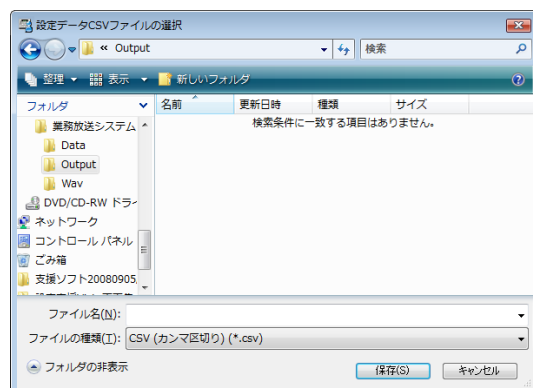 設定データCSVファイルの選択
« Output
検索
整理 表示 新しいフォルダ
フォルダ
名前 更新日時 種類 サイズ
検索条件に一致する項目はありません。
業務放送システム
Data
Output
Wav
DVD/CD-RW ドラ
ネットワーク
コントロール パネル
ごみ箱
支援ソフト20080905
ファイル名(N):
ファイルの種類(T): CSV (カンマ区切り) (*.csv)
フォルダの非表示
保存(S) キャンセル